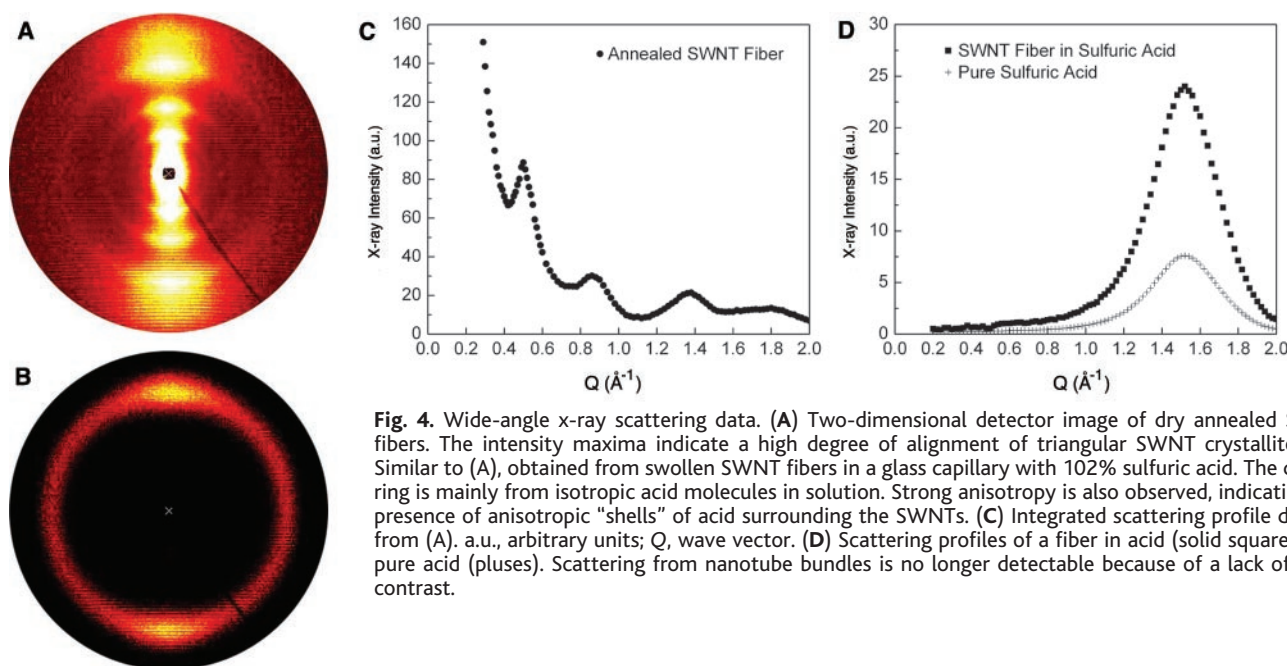 A
B
C
160
140
120
100
80
60
40
20
0
X-ray Intensity (a.u.)
Annealed SWNT Fiber
0.0 0.2 0.4 0.6 0.8 1.0 1.2 1.4 1.6 1.8 2.0
Q (Å⁻¹)
D
30
25
20
15
10
5
0
X-ray Intensity (a.u.)
SWNT Fiber in Sulfuric Acid
Pure Sulfuric Acid
0.0 0.2 0.4 0.6 0.8 1.0 1.2 1.4 1.6 1.8 2.0
Q (Å⁻¹)
Fig. 4. Wide-angle x-ray scattering data. (A) Two-dimensional detector image of dry annealed
fibers. The intensity maxima indicate a high degree of alignment of triangular SWNT
Similar to (A), obtained from swollen SWNT fibers in a glass capillary with 102% sulfuric acid. The
ring is mainly from isotropic acid molecules in solution. Strong anisotropy is also observed,
presence of anisotropic “shells” of acid surrounding the SWNTs. (C) Integrated scattering profile
from (A). a.u., arbitrary units; Q, wave vector. (D) Scattering profiles of a fiber in acid (solid
pure acid (pluses). Scattering from nanotube bundles is no longer detectable because of a lack of
contrast.